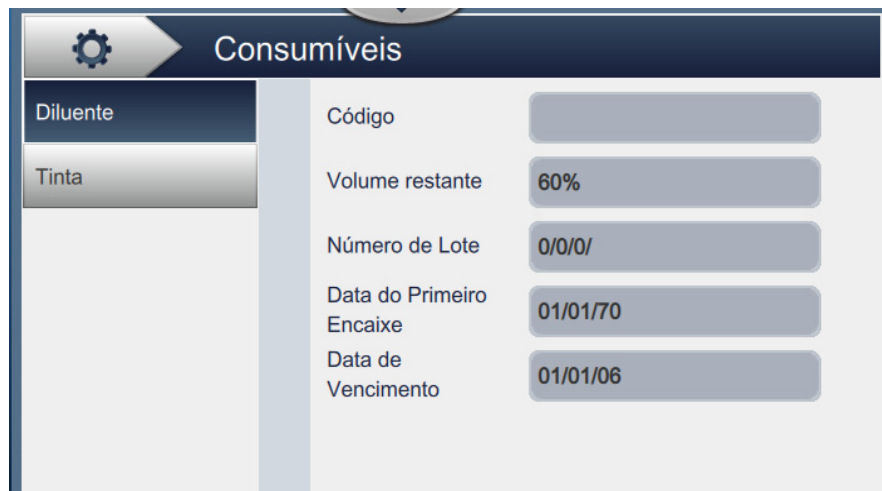 Consumíveis
Diluente
Tinta
Código
Volume restante
60%
Número de Lote
0/0/0/
Data do Primeiro
Encaixe
01/01/70
Data de
Vencimento
01/01/06